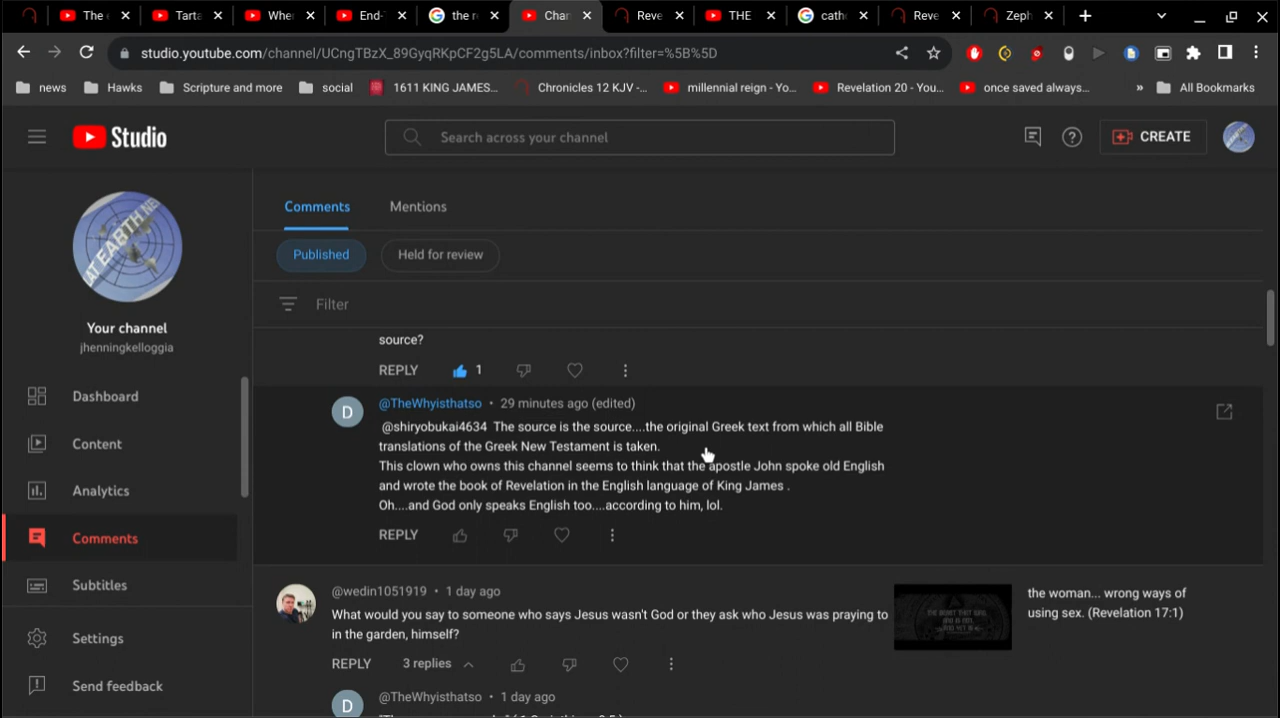 The e
Tarta
Whe
End-T
the r
Chan
Reve
THE
cath
Reve
Zeph
studio.youtube.com/channel/UCngTBzX_89GyqRKpCF2g5LA/comments/inbox?filter=%5B%5D
news
Hawks
Scripture and more
social
1611 KING JAMES...
Chronicles 12 KJV -...
millennial reign - Yo...
Revelation 20 - You...
once saved always...
»
All Bookmarks
Studio
Search across your channel
CREATE
AT EARTH NE
Your channel
jhenningkelloggia
Dashboard
Content
Analytics
Comments
Subtitles
Settings
Send feedback
Comments
Mentions
Published
Held for review
Filter
source?
REPLY
1
D
@TheWhyisthatso • 29 minutes ago (edited)
@shiryobukai4634 The source is the source....the original Greek text from which all Bible
translations of the Greek New Testament is taken.
This clown who owns this channel seems to think that the apostle John spoke old English
and wrote the book of Revelation in the English language of King James .
Oh....and God only speaks English too....according to him, lol.
REPLY
@wedin1051919 • 1 day ago
What would you say to someone who says Jesus wasn't God or they ask who Jesus was praying to
in the garden, himself?
the woman... wrong ways of
using sex. (Revelation 17:1)
REPLY
3 replies
D
@TheWhyisthatso • 1 day ago